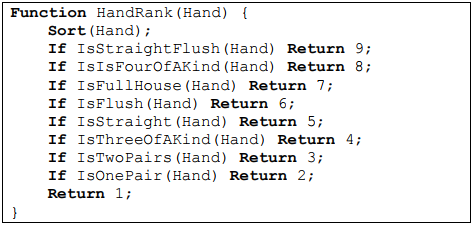 Function HandRank(Hand) {
Sort(Hand);
If IsStraightFlush(Hand) Return 9;
If IsIsFourOfAKind(Hand) Return 8;
If IsFullHouse(Hand) Return 7;
If IsFlush(Hand) Return 6;
If IsStraight(Hand) Return 5;
If IsThreeOfAKind(Hand) Return 4;
If IsTwoPairs(Hand) Return 3;
If IsOnePair(Hand) Return 2;
Return 1;
}